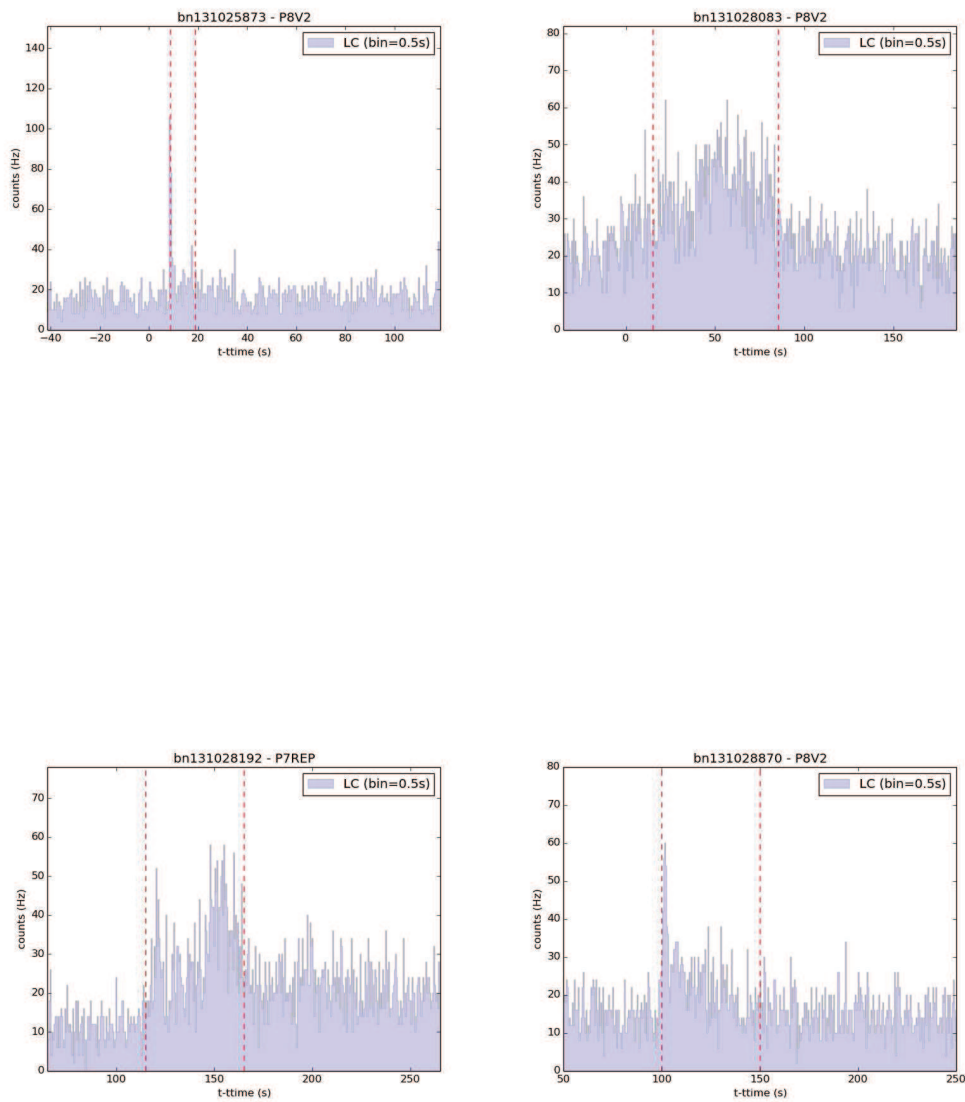 bn131025873 - P8V2
LC (bin=0.5s)
counts (Hz)
140
120
100
80
60
40
20
0
−40 −20 0 20 40 60 80 100
t-ttime (s)
bn131028083 - P8V2
LC (bin=0.5s)
counts (Hz)
80
70
60
50
40
30
20
10
0
0 50 100 150
t-ttime (s)
bn131028192 - P7REP
LC (bin=0.5s)
counts (Hz)
70
60
50
40
30
20
10
0
100 150 200 250
t-ttime (s)
bn131028870 - P8V2
LC (bin=0.5s)
counts (Hz)
80
70
60
50
40
30
20
10
0
50 100 150 200 250
t-ttime (s)